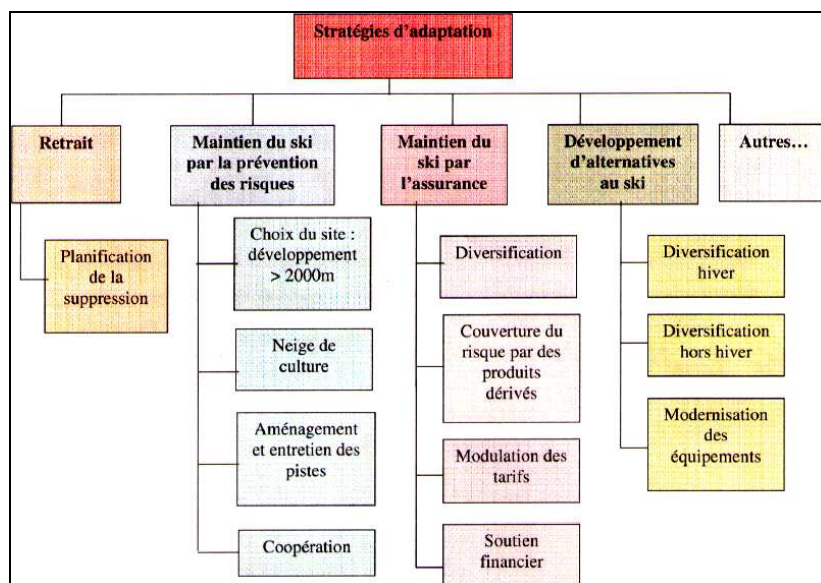 Stratégies d'adaptation
Retrait
Planification
de la
suppression
Maintien du ski
par la prévention
des risques
Choix du site :
développement
> 2000m
Neige de
culture
Aménagement
et entretien des
pistes
Coopération
Maintien du
ski par
l'assurance
Diversification
Couverture du
risque par des
produits
dérivés
Modulation des
tarifs
Soutien
financier
Développement
d'alternatives
au ski
Diversification
hiver
Diversification
hors hiver
Modernisation
des
équipements
Autres…